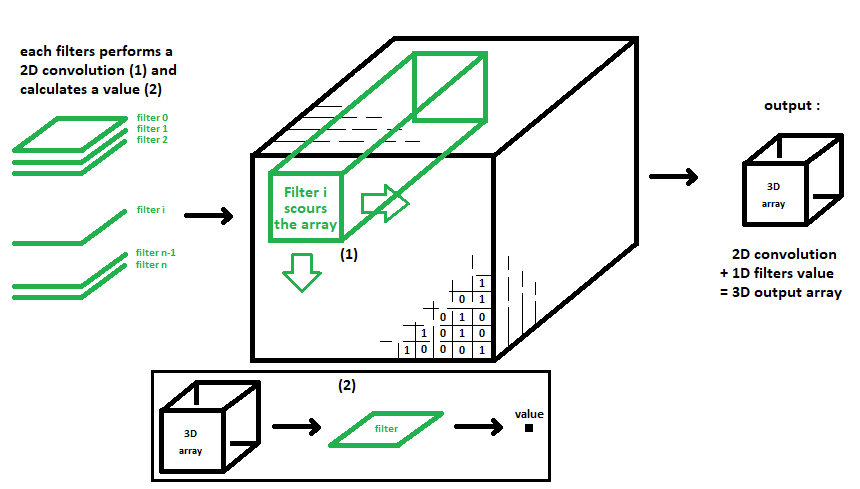 each filters performs a
2D convolution (1) and
calculates a value (2)
filter 0
filter 1
filter 2
filter i
filter n-1
filter n
Filter i
scours
the array
(1)
1
0 1
0 1 0
1 0 1 0
1 0 0 0 1
output :
3D
array
2D convolution
+ 1D filters value
= 3D output array
(2)
3D
array
filter
value